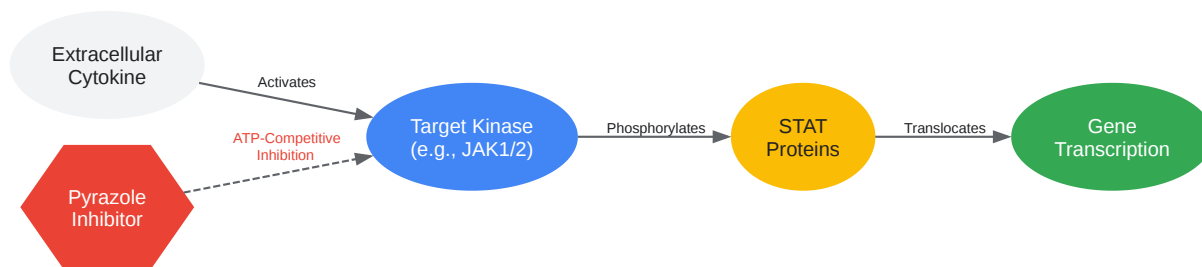 Extracellular
Cytokine
Activates
ATP-Competitive
Inhibition
Pyrazole
Inhibitor
Target Kinase
(e.g., JAK1/2)
Phosphorylates
STAT
Proteins
Translocates
Gene
Transcription